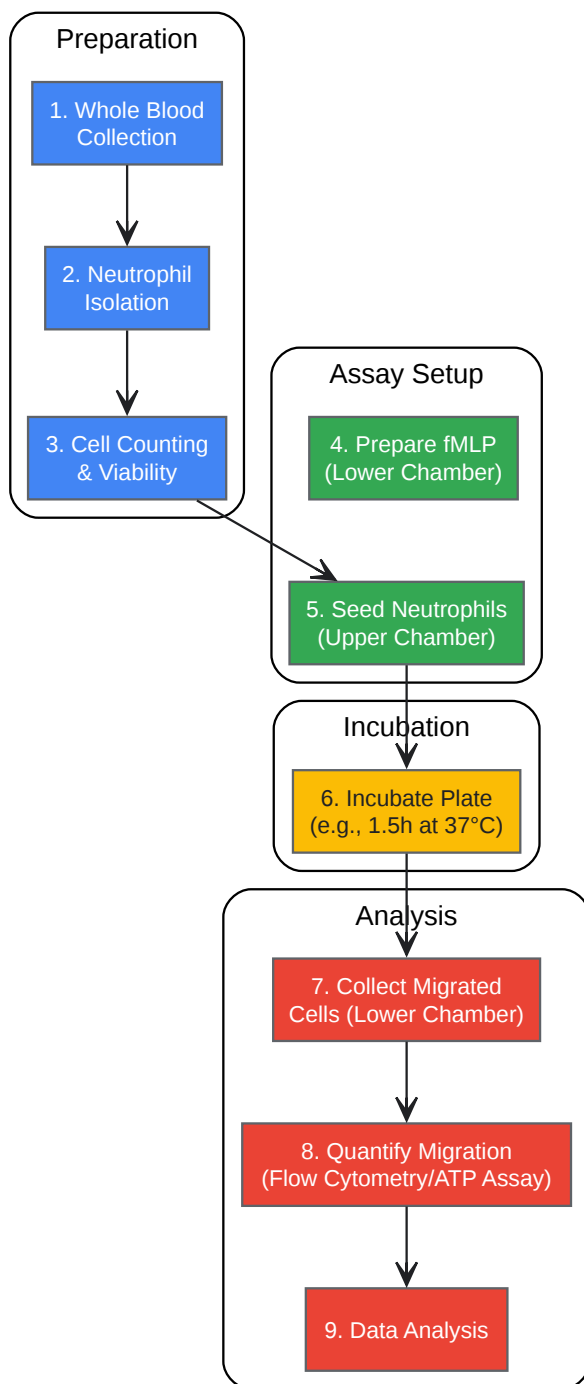 Preparation
1. Whole Blood
Collection
2. Neutrophil
Isolation
3. Cell Counting
& Viability
Assay Setup
4. Prepare fMLP
(Lower Chamber)
5. Seed Neutrophils
(Upper Chamber)
Incubation
6. Incubate Plate
(e.g., 1.5h at 37°C)
Analysis
7. Collect Migrated
Cells (Lower Chamber)
8. Quantify Migration
(Flow Cytometry/ATP Assay)
9. Data Analysis